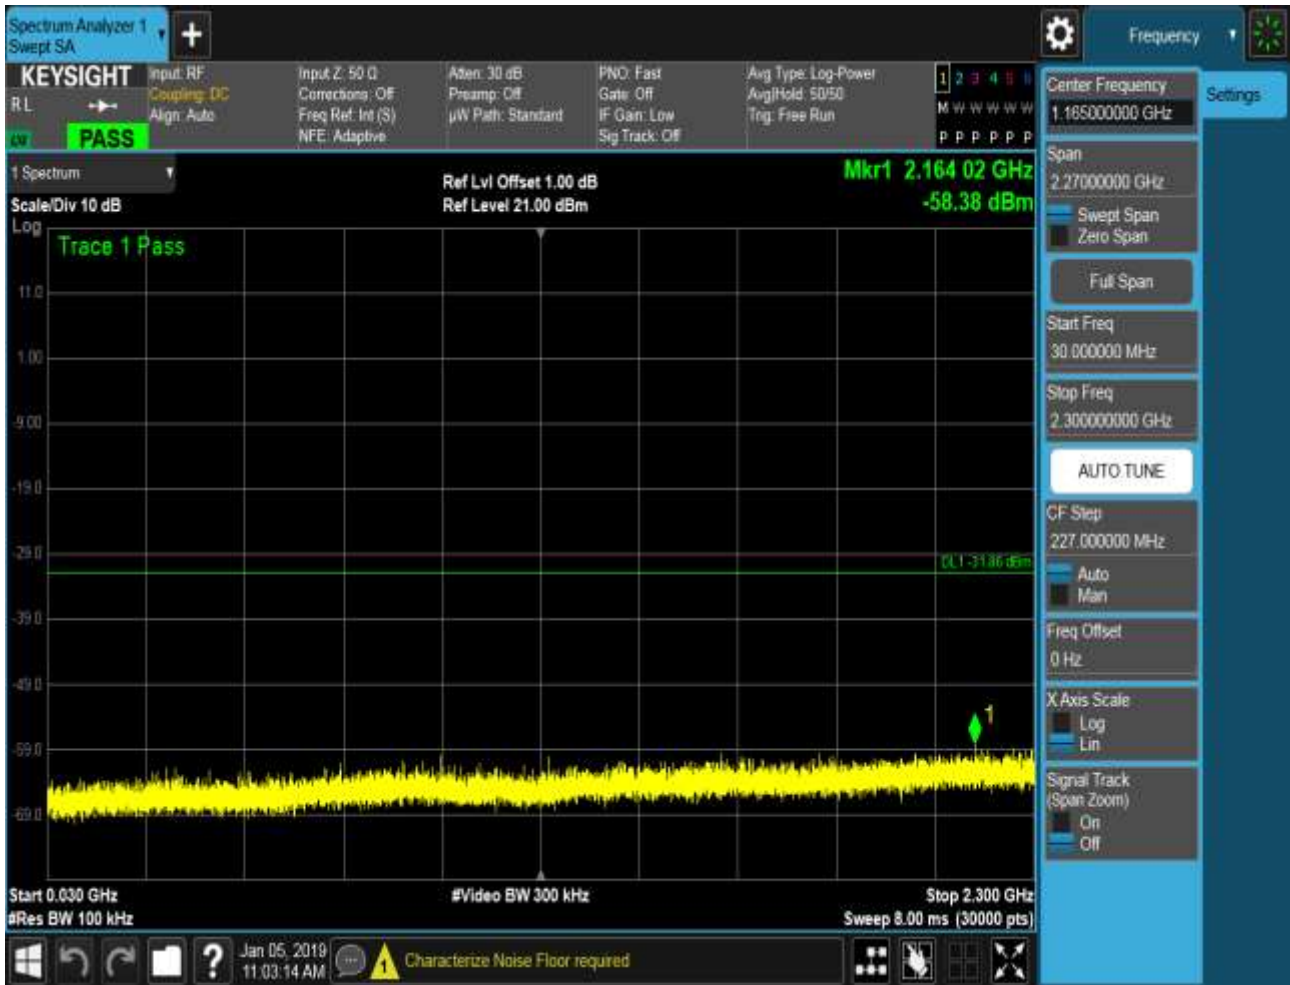 Spectrum Analyzer 1
Swept SA
+
Frequency
KEYSIGHT
RL
PASS
Input: RF
Coupling: DC
Align: Auto
Input Z: 50 Ω
Corrections: Off
Freq Ref: Int (S)
NFE: Adaptive
Atten: 30 dB
Preamp: Off
µW Path: Standard
PNO: Fast
Gate: Off
IF Gain: Low
Sig Track: Off
Avg Type: Log-Power
Avg|Hold: 50/50
Trig: Free Run
1 2 3 4 5 6
M W W W W W
P P P P P P
1 Spectrum
Scale/Div 10 dB
Ref Lvl Offset 1.00 dB
Ref Level 21.00 dBm
Mkr1 2.164 02 GHz
-58.38 dBm
Log
Trace 1 Pass
11.0
1.00
-9.00
-19.0
-29.0
DL1 -31.86 dBm
-39.0
-49.0
1
-59.0
-69.0
Start 0.030 GHz
#Video BW 300 kHz
Stop 2.300 GHz
#Res BW 100 kHz
Sweep 8.00 ms (30000 pts)
Center Frequency
1.165000000 GHz
Settings
Span
2.27000000 GHz
Swept Span
Zero Span
Full Span
Start Freq
30.000000 MHz
Stop Freq
2.300000000 GHz
AUTO TUNE
CF Step
227.000000 MHz
Auto
Man
Freq Offset
0 Hz
X Axis Scale
Log
Lin
Signal Track
(Span Zoom)
On
Off
?
Jan 05, 2019
11:03:14 AM
1
Characterize Noise Floor required